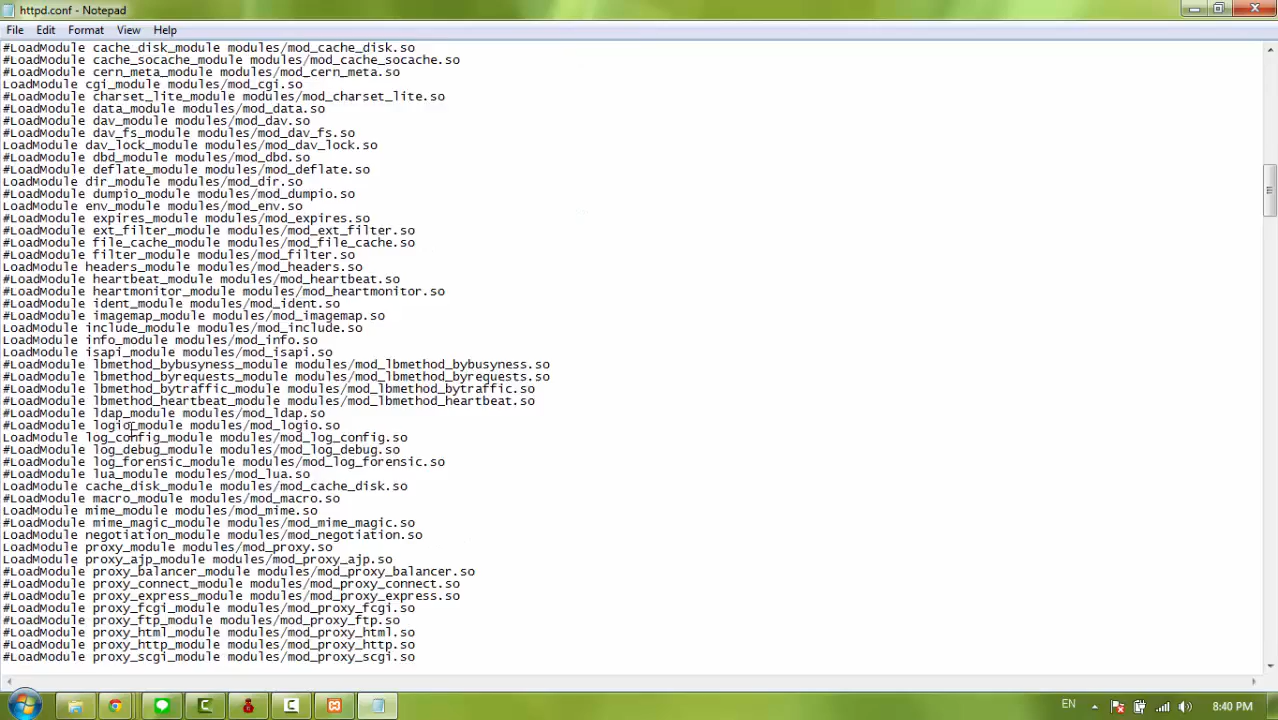 httpd.conf - Notepad
File Edit Format View Help
#LoadModule cache_disk_module modules/mod_cache_disk.so
#LoadModule cache_socache_module modules/mod_cache_socache.so
#LoadModule cern_meta_module modules/mod_cern_meta.so
LoadModule cgi_module modules/mod_cgi.so
#LoadModule charset_lite_module modules/mod_charset_lite.so
#LoadModule data_module modules/mod_data.so
#LoadModule dav_module modules/mod_dav.so
#LoadModule dav_fs_module modules/mod_dav_fs.so
LoadModule dav_lock_module modules/mod_dav_lock.so
#LoadModule dbd_module modules/mod_dbd.so
#LoadModule deflate_module modules/mod_deflate.so
LoadModule dir_module modules/mod_dir.so
#LoadModule dumpio_module modules/mod_dumpio.so
LoadModule env_module modules/mod_env.so
#LoadModule expires_module modules/mod_expires.so
#LoadModule ext_filter_module modules/mod_ext_filter.so
#LoadModule file_cache_module modules/mod_file_cache.so
#LoadModule filter_module modules/mod_filter.so
LoadModule headers_module modules/mod_headers.so
#LoadModule heartbeat_module modules/mod_heartbeat.so
#LoadModule heartmonitor_module modules/mod_heartmonitor.so
#LoadModule ident_module modules/mod_ident.so
#LoadModule imagemap_module modules/mod_imagemap.so
LoadModule include_module modules/mod_include.so
LoadModule info_module modules/mod_info.so
LoadModule isapi_module modules/mod_isapi.so
#LoadModule lbmethod_bybusyness_module modules/mod_lbmethod_bybusyness.so
#LoadModule lbmethod_byrequests_module modules/mod_lbmethod_byrequests.so
#LoadModule lbmethod_bytraffic_module modules/mod_lbmethod_bytraffic.so
#LoadModule lbmethod_heartbeat_module modules/mod_lbmethod_heartbeat.so
#LoadModule ldap_module modules/mod_ldap.so
#LoadModule logio_module modules/mod_logio.so
LoadModule log_config_module modules/mod_log_config.so
#LoadModule log_debug_module modules/mod_log_debug.so
#LoadModule log_forensic_module modules/mod_log_forensic.so
#LoadModule lua_module modules/mod_lua.so
LoadModule cache_disk_module modules/mod_cache_disk.so
#LoadModule macro_module modules/mod_macro.so
LoadModule mime_module modules/mod_mime.so
#LoadModule mime_magic_module modules/mod_mime_magic.so
LoadModule negotiation_module modules/mod_negotiation.so
LoadModule proxy_module modules/mod_proxy.so
LoadModule proxy_ajp_module modules/mod_proxy_ajp.so
#LoadModule proxy_balancer_module modules/mod_proxy_balancer.so
#LoadModule proxy_connect_module modules/mod_proxy_connect.so
#LoadModule proxy_express_module modules/mod_proxy_express.so
#LoadModule proxy_fcgi_module modules/mod_proxy_fcgi.so
#LoadModule proxy_ftp_module modules/mod_proxy_ftp.so
#LoadModule proxy_html_module modules/mod_proxy_html.so
#LoadModule proxy_http_module modules/mod_proxy_http.so
#LoadModule proxy_scgi_module modules/mod_proxy_scgi.so
EN 8:40 PM